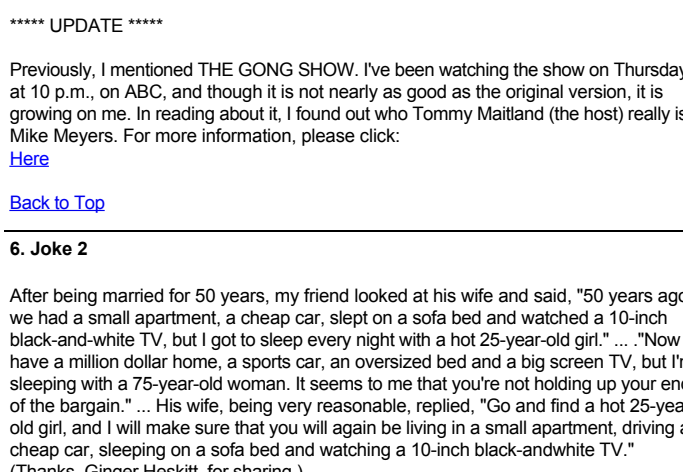 ***** UPDATE *****
Previously, I mentioned THE GONG SHOW. I've been watching the show on Thursday
at 10 p.m., on ABC, and though it is not nearly as good as the original version, it is
growing on me. In reading about it, I found out who Tommy Maitland (the host) really is
Mike Meyers. For more information, please click:
Here
Back to Top
6. Joke 2
After being married for 50 years, my friend looked at his wife and said, "50 years ago
we had a small apartment, a cheap car, slept on a sofa bed and watched a 10-inch
black-and-white TV, but I got to sleep every night with a hot 25-year-old girl." ... ."Now
have a million dollar home, a sports car, an oversized bed and a big screen TV, but I'm
sleeping with a 75-year-old woman. It seems to me that you're not holding up your end
of the bargain." ... His wife, being very reasonable, replied, "Go and find a hot 25-yea
old girl, and I will make sure that you will again be living in a small apartment, driving a
cheap car, sleeping on a sofa bed and watching a 10-inch black-andwhite TV."
(Thanks, Ginger Heskitt, for sharing.)